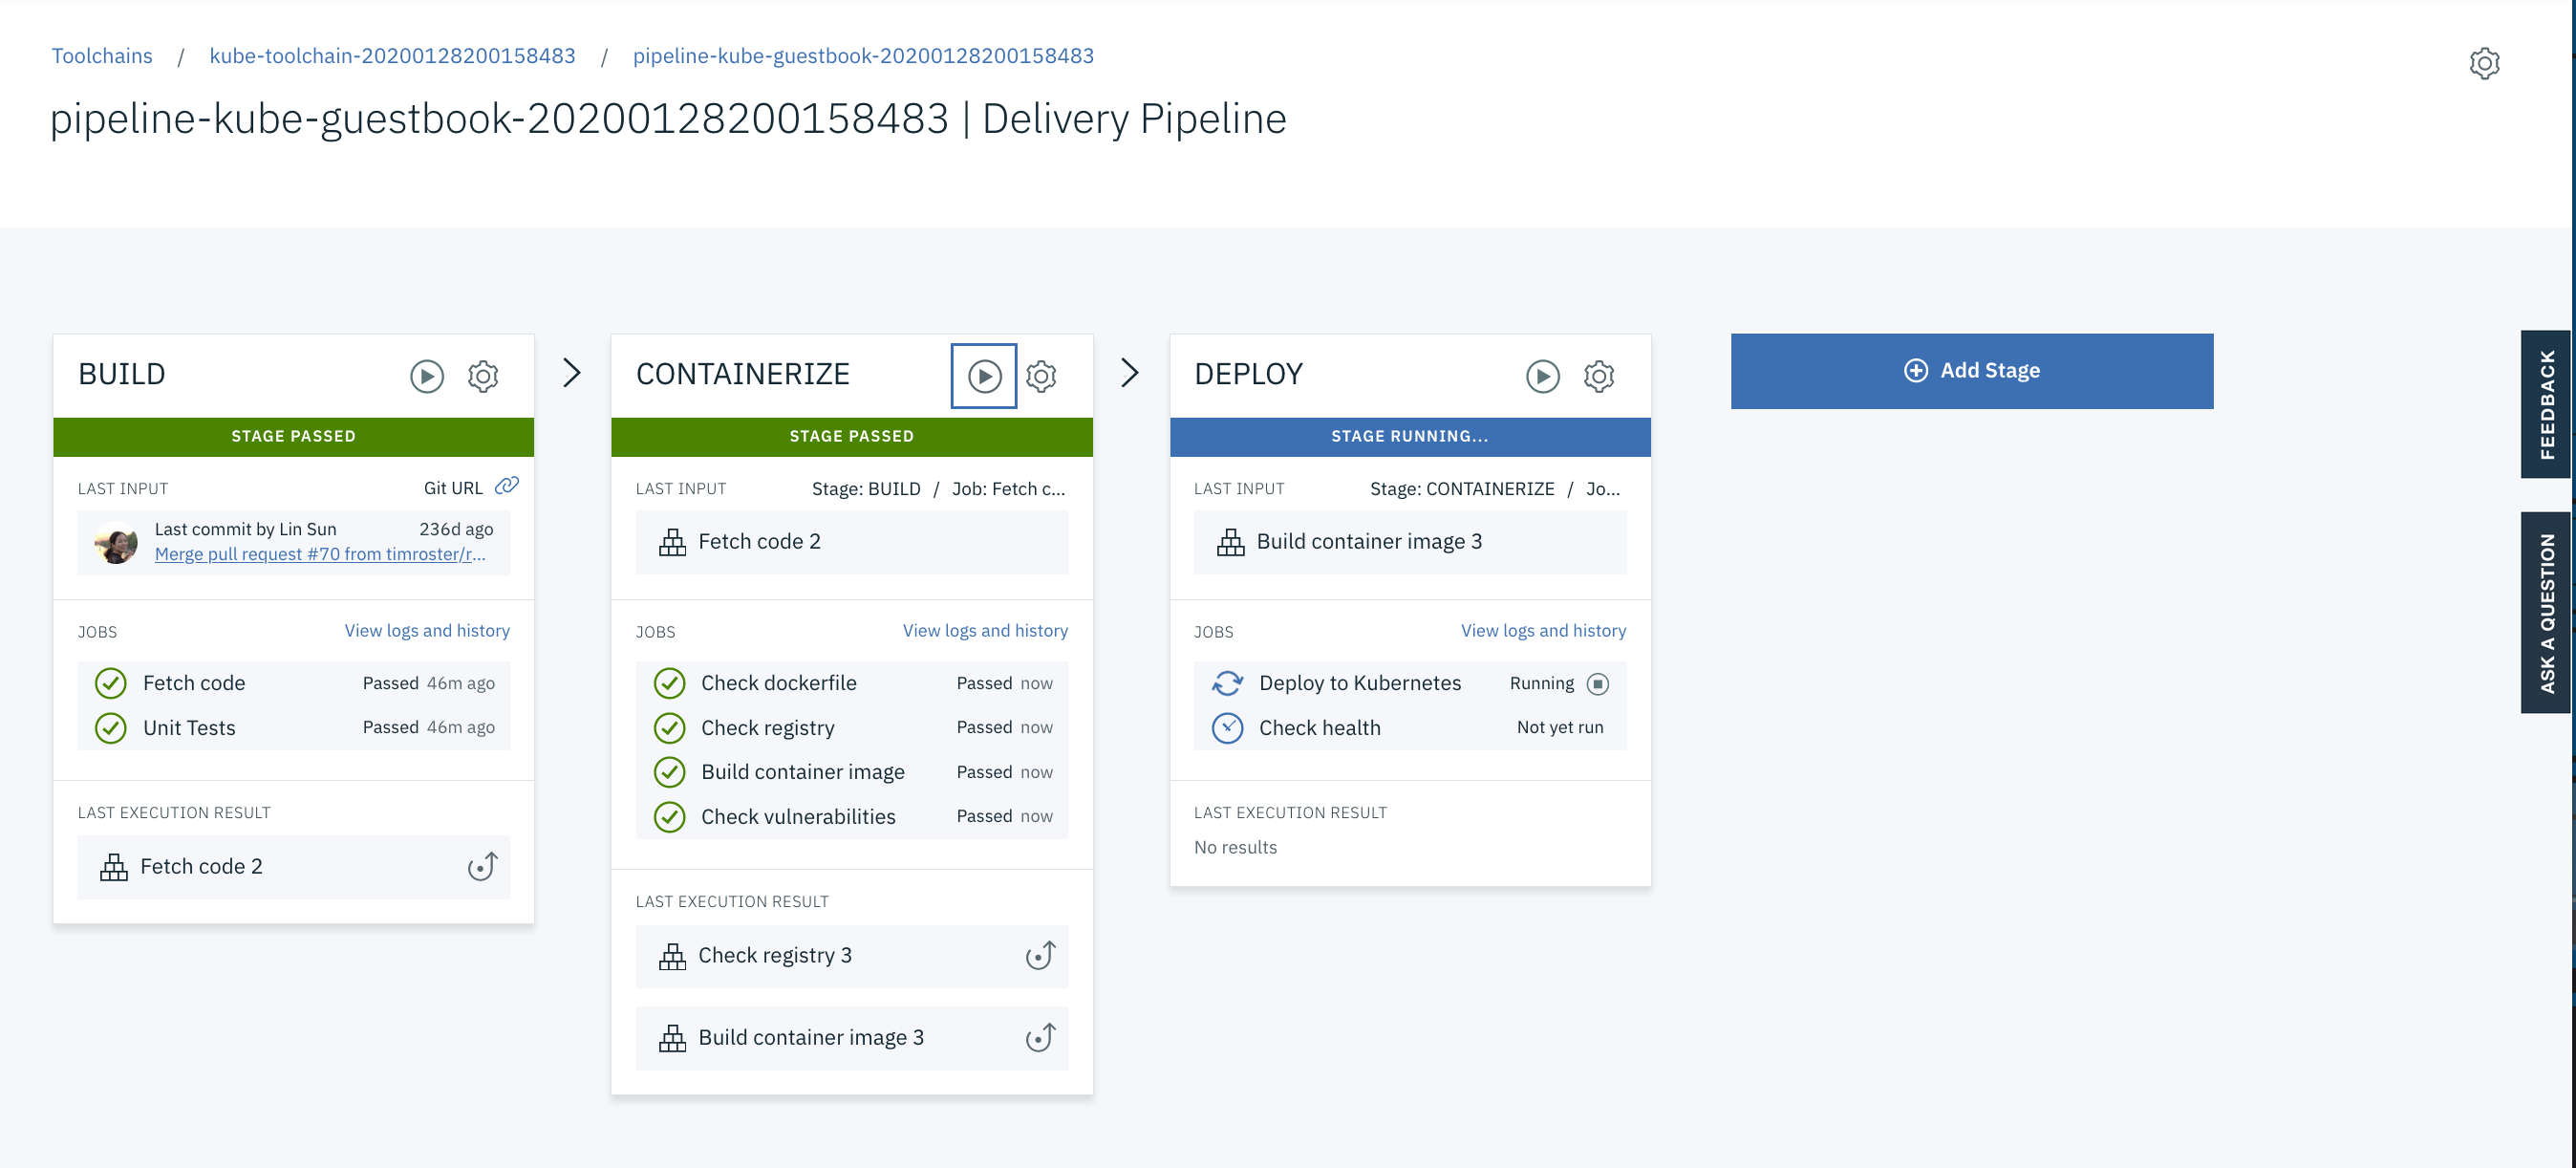 Toolchains / kube-toolchain-20200128200158483 / pipeline-kube-guestbook-20200128200158483
pipeline-kube-guestbook-20200128200158483 | Delivery Pipeline
BUILD
STAGE PASSED
LAST INPUT Git URL
Last commit by Lin Sun 236d ago
Merge pull request #70 from timroster/r...
JOBS View logs and history
Fetch code Passed 46m ago
Unit Tests Passed 46m ago
LAST EXECUTION RESULT
Fetch code 2
CONTAINERIZE
STAGE PASSED
LAST INPUT Stage: BUILD / Job: Fetch c...
Fetch code 2
JOBS View logs and history
Check dockerfile Passed now
Check registry Passed now
Build container image Passed now
Check vulnerabilities Passed now
LAST EXECUTION RESULT
Check registry 3
Build container image 3
DEPLOY
STAGE RUNNING...
LAST INPUT Stage: CONTAINERIZE / Jo...
Build container image 3
JOBS View logs and history
Deploy to Kubernetes Running
Check health Not yet run
LAST EXECUTION RESULT
No results
Add Stage
FEEDBACK
ASK A QUESTION